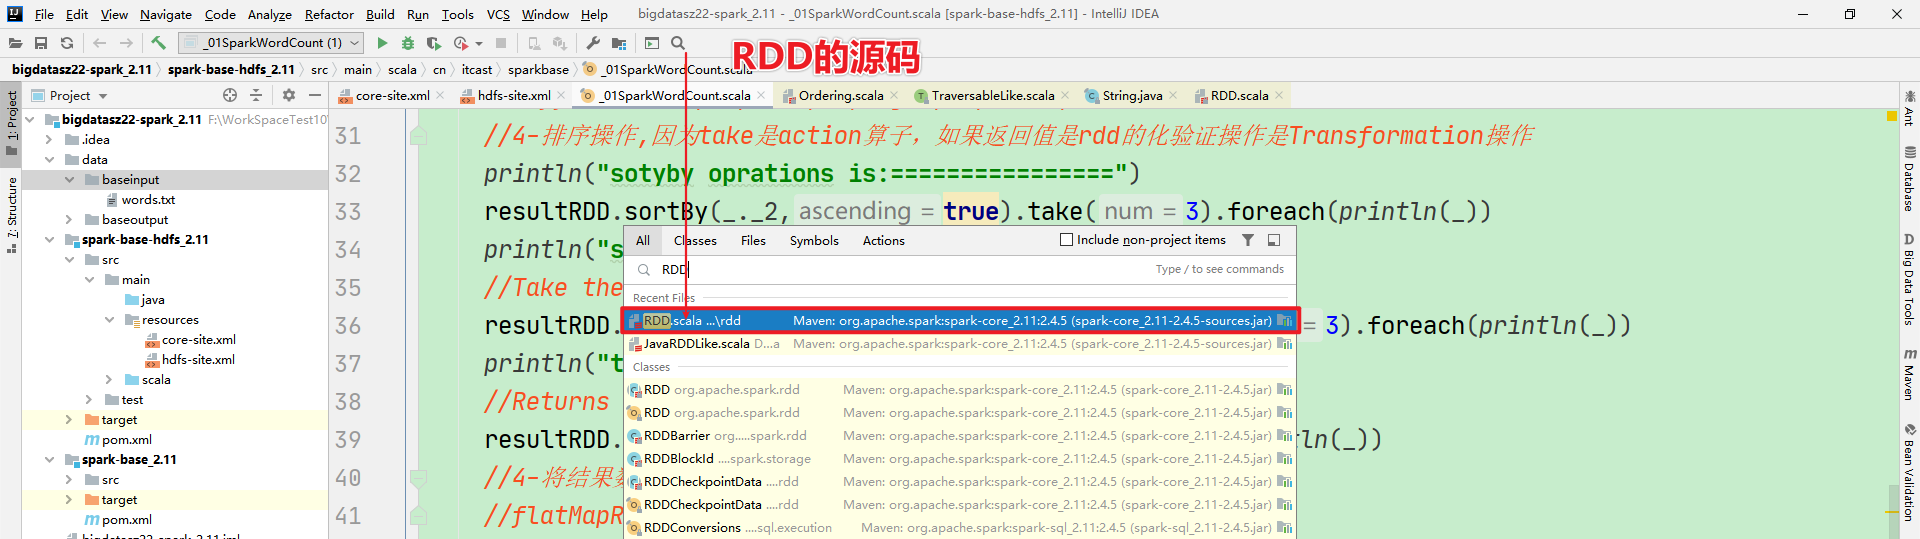 File Edit View Navigate Code Analyze Refactor Build Run Tools VCS Window Help bigdatasz22-spark_2.11 - _01SparkWordCount.scala [spark-base-hdfs_2.11] - IntelliJ IDEA
_01SparkWordCount (1)
RDD的源码
bigdatasz22-spark_2.11 spark-base-hdfs_2.11 src main scala cn itcast sparkbase _01SparkWordCount.scala
Project
core-site.xml hdfs-site.xml _01SparkWordCount.scala Ordering.scala TraversableLike.scala String.java RDD.scala
1: Project
7: Structure
bigdatasz22-spark_2.11 F:\WorkSpaceTest10
.idea
data
baseinput
words.txt
baseoutput
spark-base-hdfs_2.11
src
main
java
resources
core-site.xml
hdfs-site.xml
scala
test
target
pom.xml
spark-base_2.11
src
target
pom.xml
bigdatasz22-spark_2.11.iml
31 //4-排序操作,因为take是action算子，如果返回值是rdd的化验证操作是Transformation操作
32 println("sotyby oprations is:================")
33 resultRDD.sortBy(_._2, ascending = true).take( num = 3).foreach(println(_))
34 println("s
35 //Take the
36 resultRDD. = 3).foreach(println(_))
37 println("t
38 //Returns
39 resultRDD. ln(_))
40 //4-将结果数
41 //flatMapR
All Classes Files Symbols Actions Include non-project items
RDD Type / to see commands
Recent Files
RDD.scala ...\rdd Maven: org.apache.spark:spark-core_2.11:2.4.5 (spark-core_2.11-2.4.5-sources.jar)
JavaRDDLike.scala D...a Maven: org.apache.spark:spark-core_2.11:2.4.5 (spark-core_2.11-2.4.5-sources.jar)
Classes
RDD org.apache.spark.rdd Maven: org.apache.spark:spark-core_2.11:2.4.5 (spark-core_2.11-2.4.5.jar)
RDD org.apache.spark.rdd Maven: org.apache.spark:spark-core_2.11:2.4.5 (spark-core_2.11-2.4.5.jar)
RDDBarrier org.....spark.rdd Maven: org.apache.spark:spark-core_2.11:2.4.5 (spark-core_2.11-2.4.5.jar)
RDDBlockId ....spark.storage Maven: org.apache.spark:spark-core_2.11:2.4.5 (spark-core_2.11-2.4.5.jar)
RDDCheckpointData ....rdd Maven: org.apache.spark:spark-core_2.11:2.4.5 (spark-core_2.11-2.4.5.jar)
RDDCheckpointData ....rdd Maven: org.apache.spark:spark-core_2.11:2.4.5 (spark-core_2.11-2.4.5.jar)
RDDConversions ....sql.execution Maven: org.apache.spark:spark-sql_2.11:2.4.5 (spark-sql_2.11-2.4.5.jar)
Ant
Database
D Big Data Tools
m Maven
Bean Validation